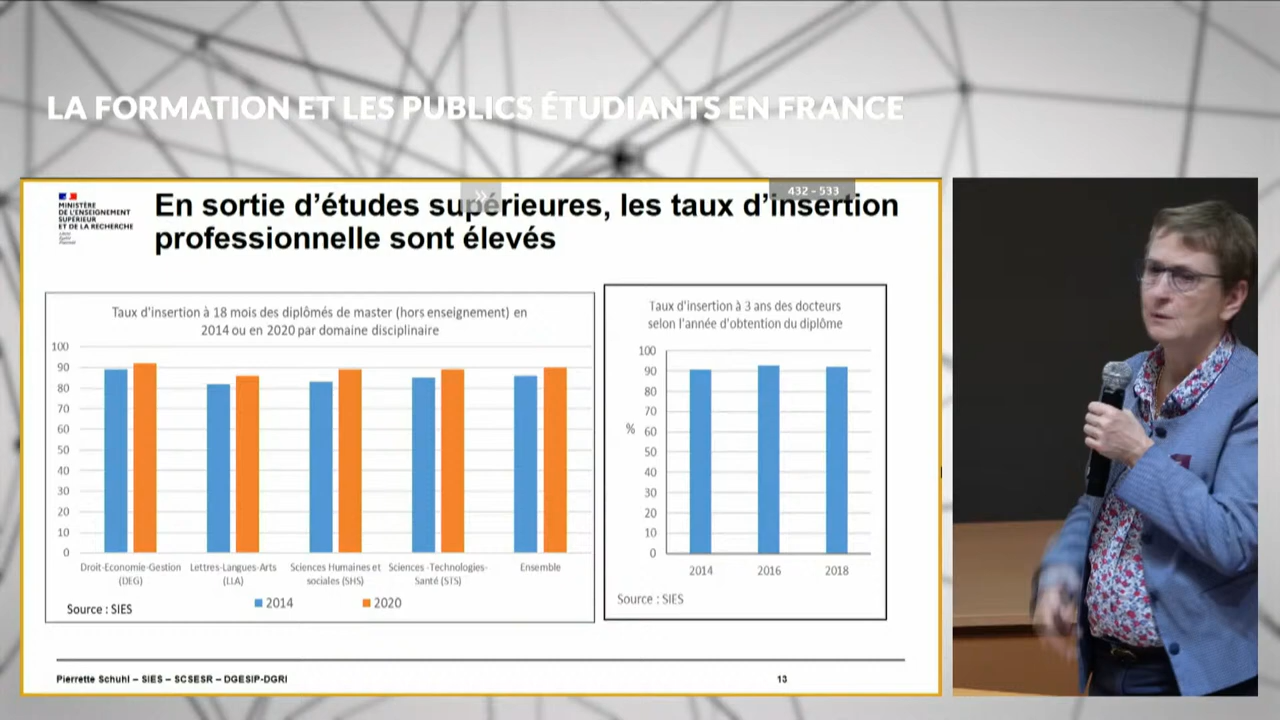 LA FORMATION ET LES PUBLICS ÉTUDIANTS EN FRANCE
432 – 533
MINISTÈRE
DE L'ENSEIGNEMENT
SUPÉRIEUR
ET DE LA RECHERCHE
En sortie d'études supérieures, les taux d'insertion
professionnelle sont élevés
Taux d'insertion à 18 mois des diplômés de master (hors enseignement) en
2014 ou en 2020 par domaine disciplinaire
100
90
80
70
60
50
40
30
20
10
0
Droit-Economie-Gestion
(DEG)
Lettres-Langues-Arts
(LLA)
Sciences Humaines et
sociales (SHS)
Sciences -Technologies-
Santé (STS)
Ensemble
2014
2020
Source : SIES
Taux d'insertion à 3 ans des docteurs
selon l'année d'obtention du diplôme
%
100
90
80
70
60
50
40
30
20
10
0
2014
2016
2018
Source : SIES
Pierrette Schuhl – SIES – SCSESR – DGESIP-DGRI
13